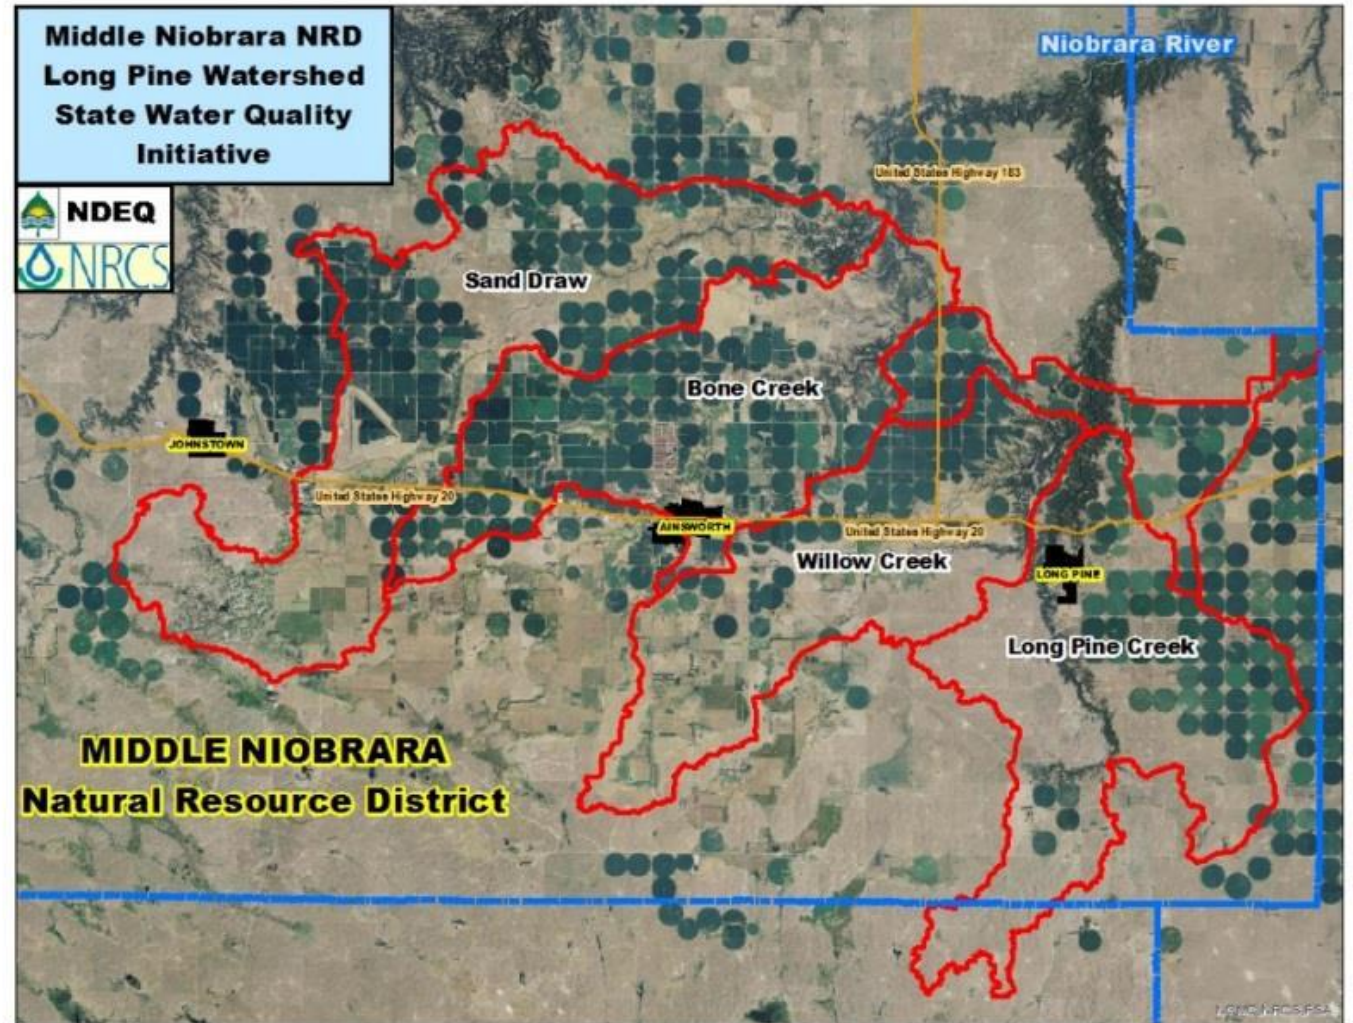 Middle Niobrara NRD
Long Pine Watershed
State Water Quality
Initiative
NDEQ
NRCS
Niobrara River
United States Highway 183
Sand Draw
Bone Creek
JOHNSTOWN
United States Highway 20
AINSWORTH
United States Highway 20
Willow Creek
LONG PINE
Long Pine Creek
MIDDLE NIOBRARA
Natural Resource District